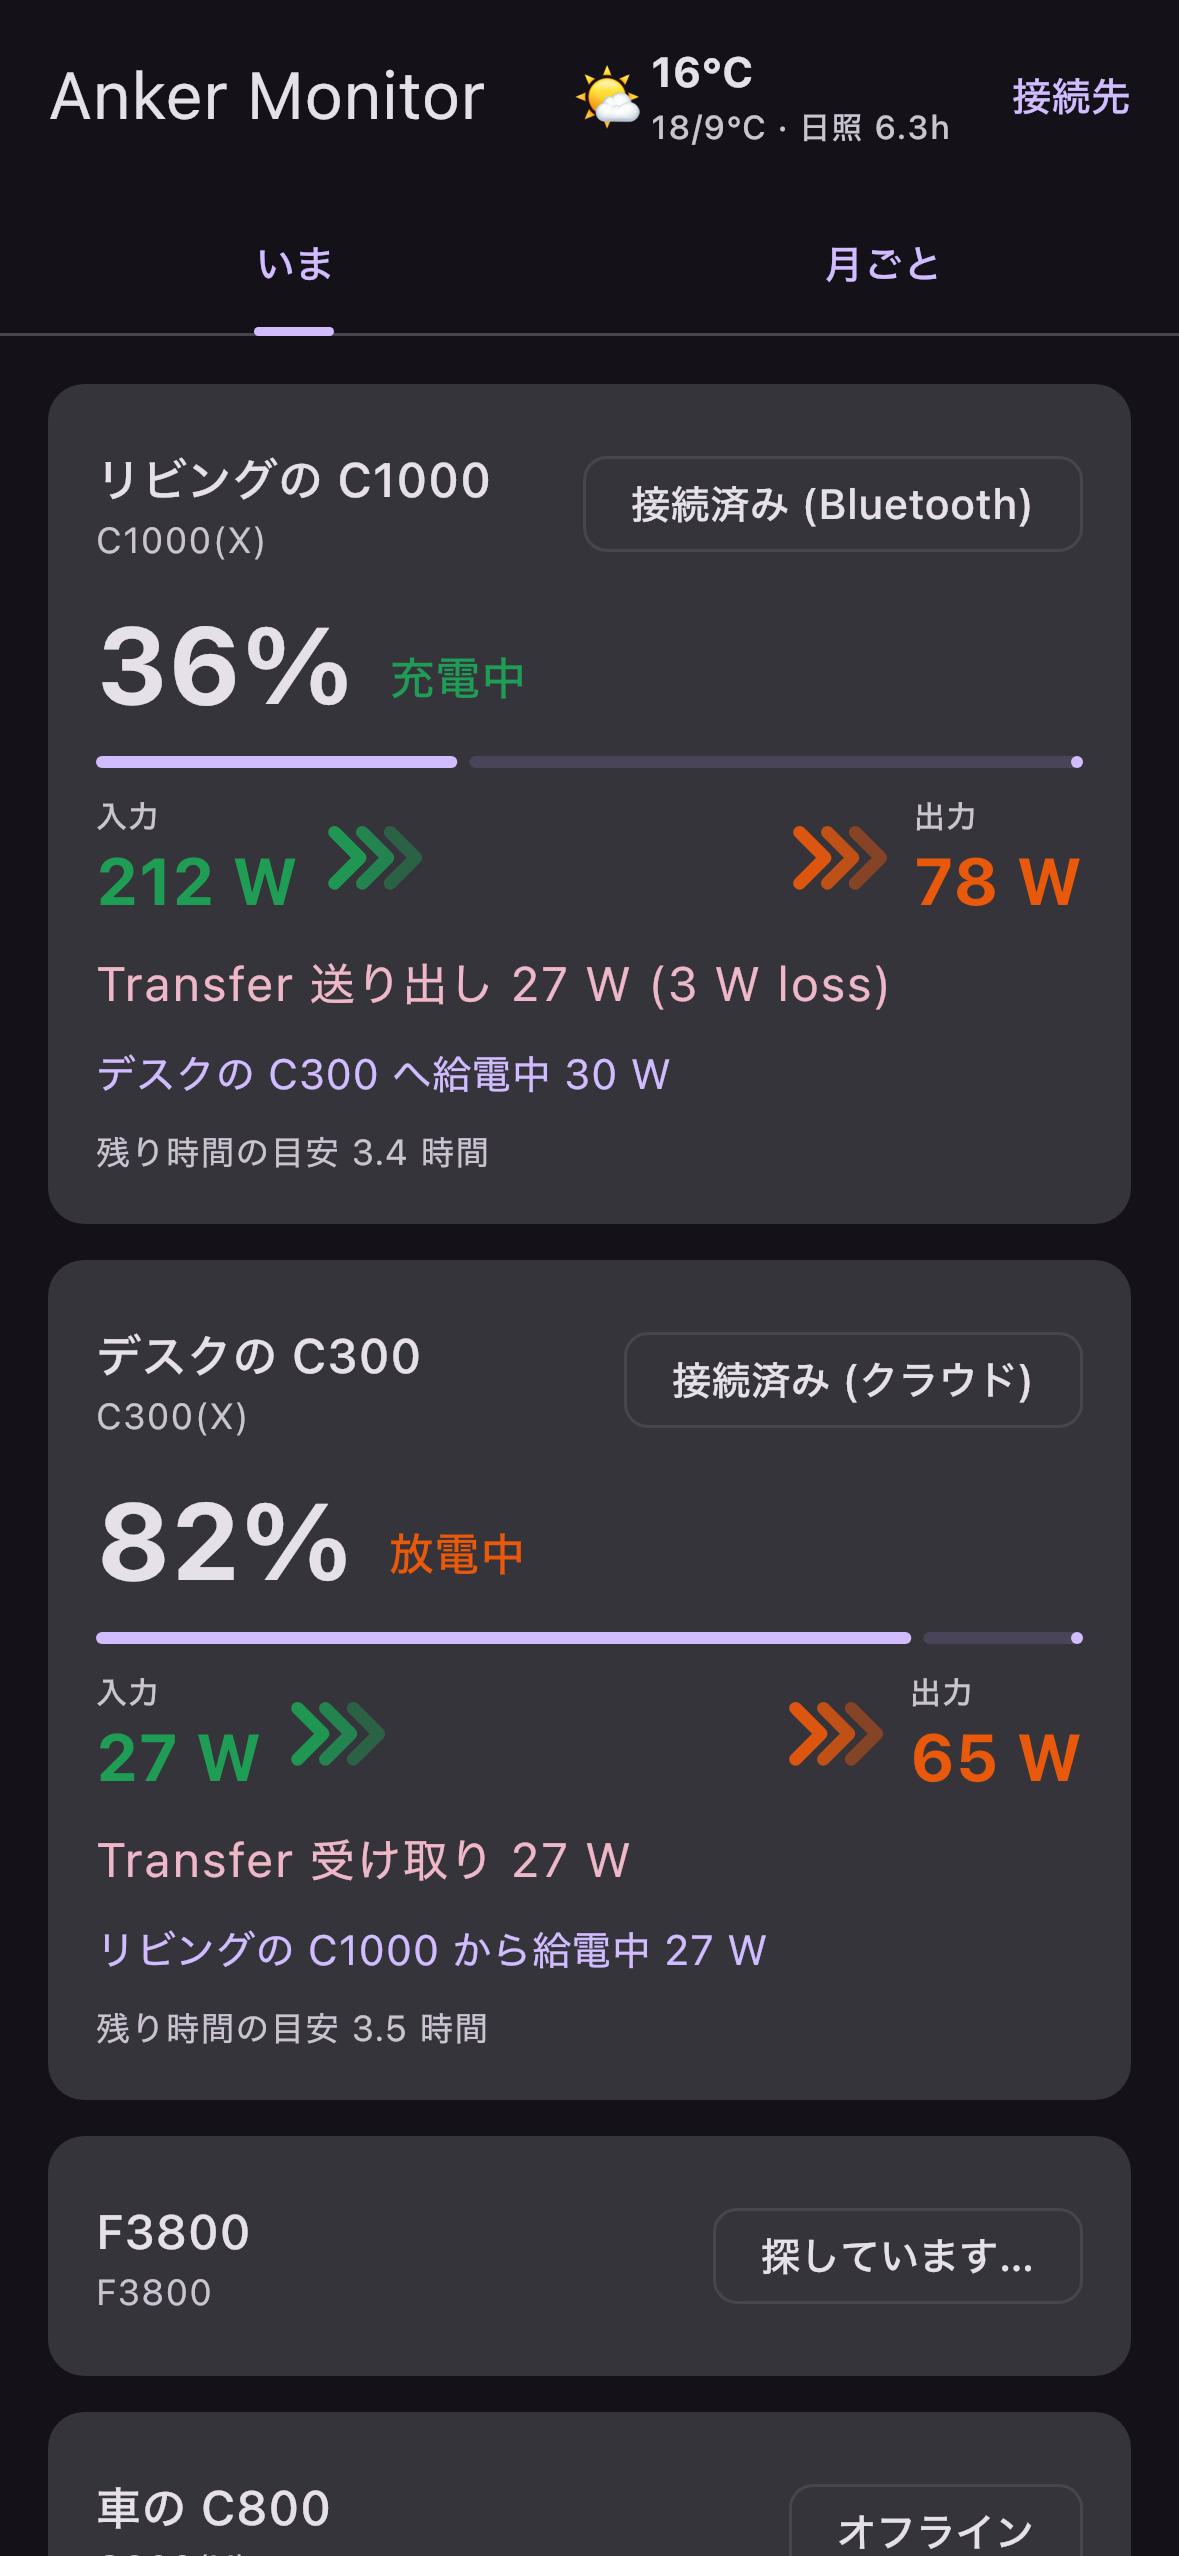 Anker Monitor
16°C
18/9°C · 日照 6.3h
接続先
いま
月ごと
リビングの C1000
C1000(X)
接続済み (Bluetooth)
36%
充電中
入力
212 W
出力
78 W
Transfer 送り出し 27 W (3 W loss)
デスクの C300 へ給電中 30 W
残り時間の目安 3.4 時間
デスクの C300
C300(X)
接続済み (クラウド)
82%
放電中
入力
27 W
出力
65 W
Transfer 受け取り 27 W
リビングの C1000 から給電中 27 W
残り時間の目安 3.5 時間
F3800
F3800
探しています…
車の C800
オフライン